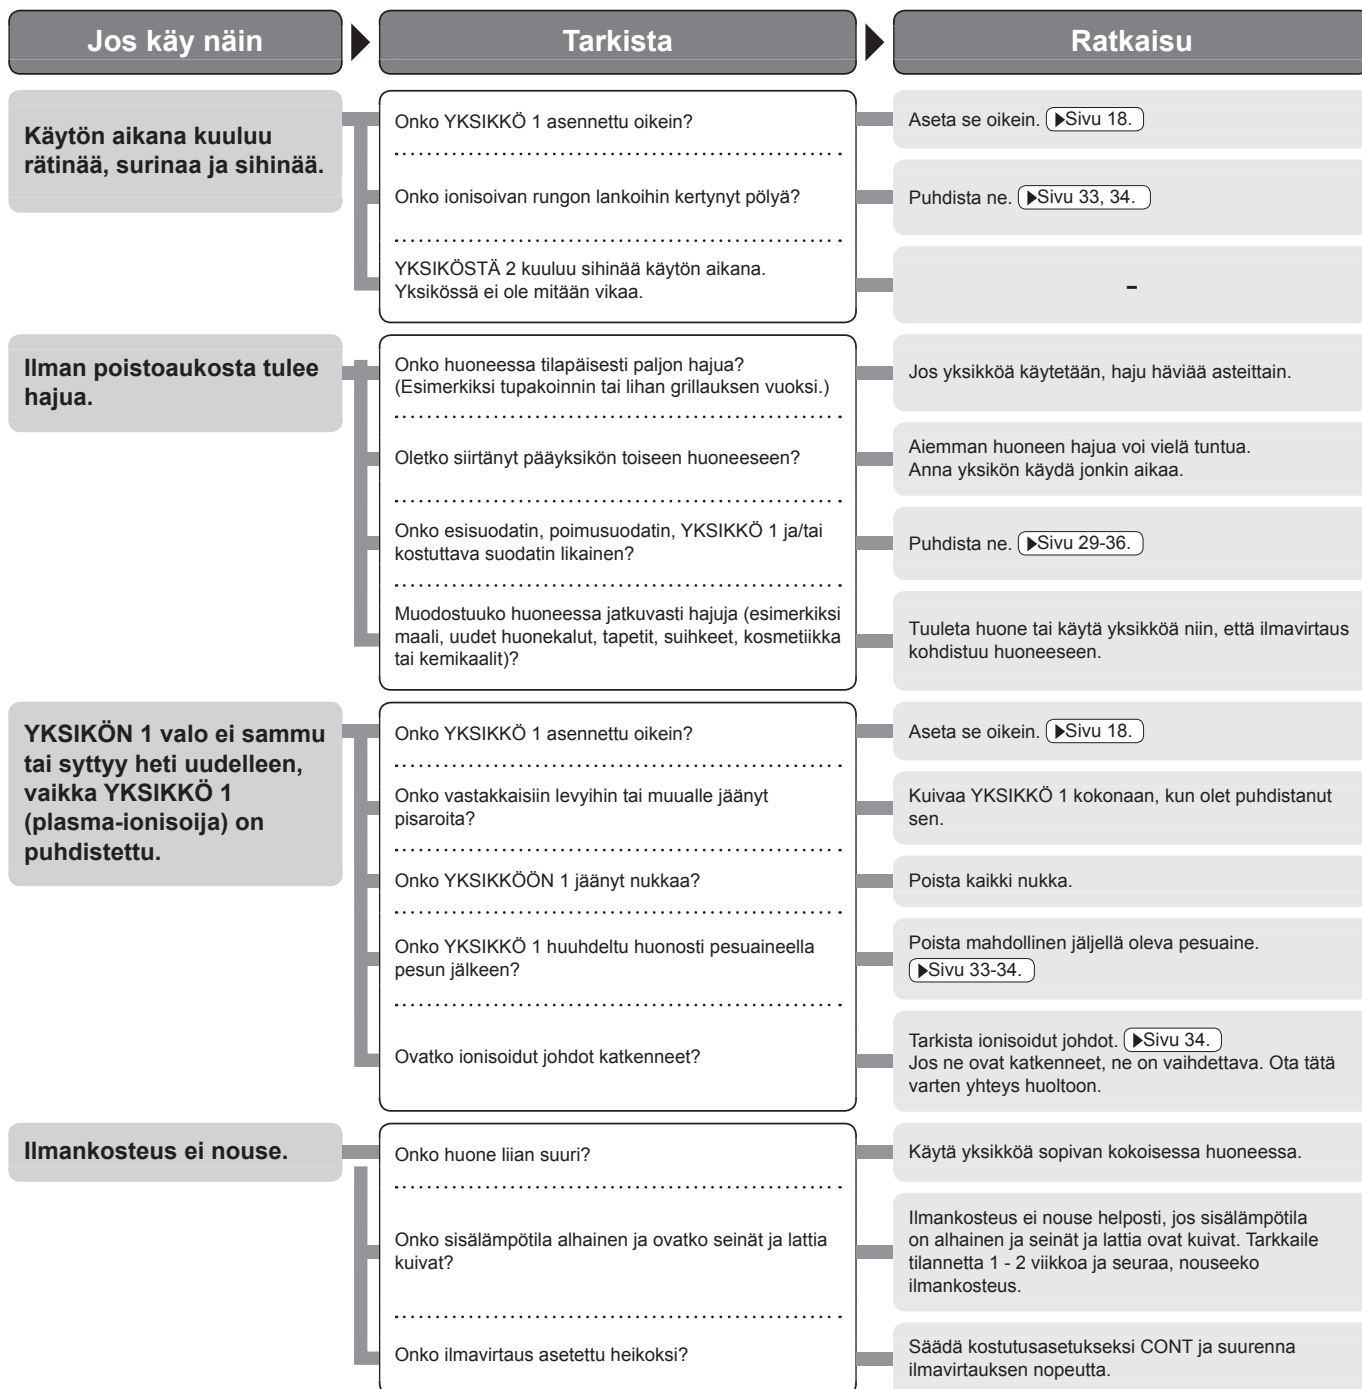 Jos käy näin
Tarkista
Ratkaisu
Käytön aikana kuuluu
rätinää, surinaa ja sihinää.
Onko YKSIKKÖ 1 asennettu oikein?
Aseta se oikein. ▶Sivu 18.
Onko ionisoivan rungon lankoihin kertynyt pölyä?
Puhdista ne. ▶Sivu 33, 34.
YKSIKÖSTÄ 2 kuuluu sihinää käytön aikana.
Yksikössä ei ole mitään vikaa.
–
Ilman poistoaukosta tulee
hajua.
Onko huoneessa tilapäisesti paljon hajua?
(Esimerkiksi tupakoinnin tai lihan grillauksen vuoksi.)
Jos yksikköä käytetään, haju häviää asteittain.
Oletko siirtänyt pääyksikön toiseen huoneeseen?
Aiemman huoneen hajua voi vielä tuntua.
Anna yksikön käydä jonkin aikaa.
Onko esisuodatin, poimusuodatin, YKSIKKÖ 1 ja/tai
kostuttava suodatin likainen?
Puhdista ne. ▶Sivu 29-36.
Muodostuuko huoneessa jatkuvasti hajuja (esimerkiksi
maali, uudet huonekalut, tapetit, suihkeet, kosmetiikka
tai kemikaalit)?
Tuuleta huone tai käytä yksikköä niin, että ilmavirtaus
kohdistuu huoneeseen.
YKSIKÖN 1 valo ei sammu
tai syttyy heti uudelleen,
vaikka YKSIKKÖ 1
(plasma-ionisoija) on
puhdistettu.
Onko YKSIKKÖ 1 asennettu oikein?
Aseta se oikein. ▶Sivu 18.
Onko vastakkaisiin levyihin tai muualle jäänyt
pisaroita?
Kuivaa YKSIKKÖ 1 kokonaan, kun olet puhdistanut
sen.
Onko YKSIKKÖÖN 1 jäänyt nukkaa?
Poista kaikki nukka.
Onko YKSIKKÖ 1 huuhdeltu huonosti pesuaineella
pesun jälkeen?
Poista mahdollinen jäljellä oleva pesuaine.
▶Sivu 33-34.
Ovatko ionisoidut johdot katkenneet?
Tarkista ionisoidut johdot. ▶Sivu 34.
Jos ne ovat katkenneet, ne on vaihdettava. Ota tätä
varten yhteys huoltoon.
Ilmankosteus ei nouse.
Onko huone liian suuri?
Käytä yksikköä sopivan kokoisessa huoneessa.
Onko sisälämpötila alhainen ja ovatko seinät ja lattia
kuivat?
Ilmankosteus ei nouse helposti, jos sisälämpötila
on alhainen ja seinät ja lattia ovat kuivat. Tarkkaile
tilannetta 1 - 2 viikkoa ja seuraa, nouseeko
ilmankosteus.
Onko ilmavirtaus asetettu heikoksi?
Säädä kostutusasetukseksi CONT ja suurenna
ilmavirtauksen nopeutta.